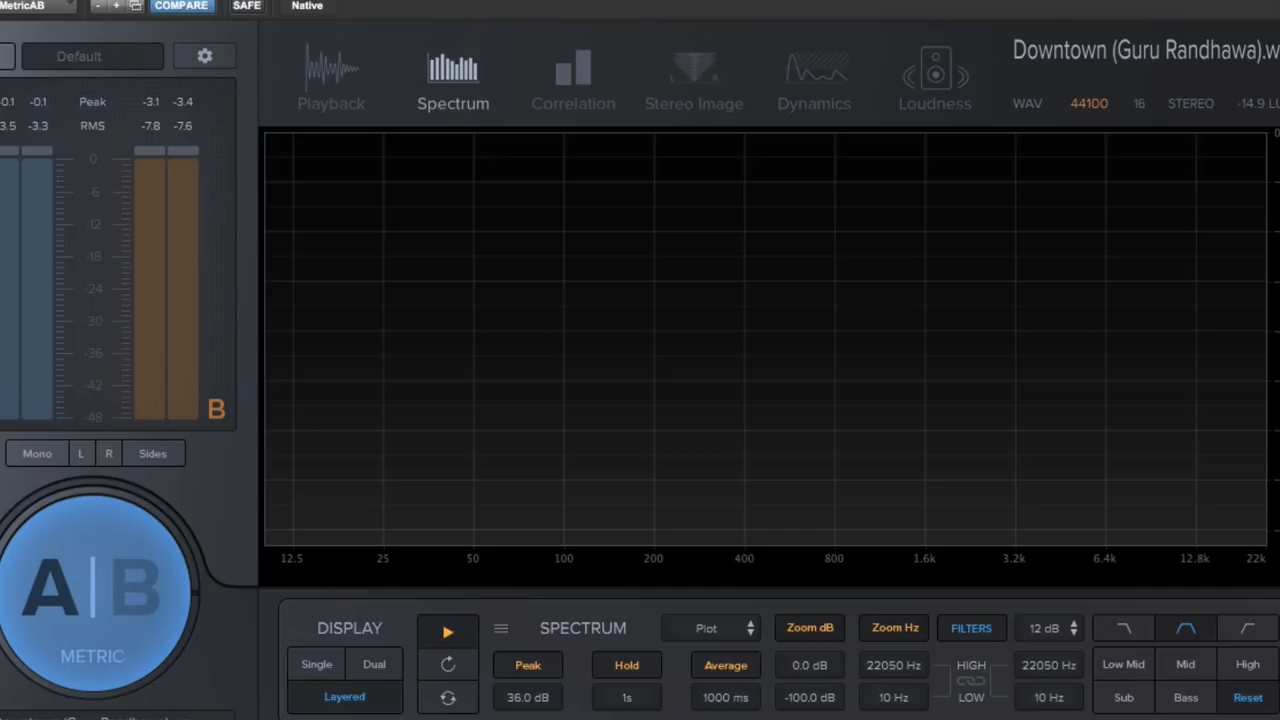 MetricAB - + COMPARE SAFE Native
Default
Downtown (Guru Randhawa).w
Playback Spectrum Correlation Stereo Image Dynamics Loudness
WAV 44100 16 STEREO -14.9 LU
-0.1 -0.1 Peak -3.1 -3.4
3.5 -3.3 RMS -7.8 -7.6
0
-6
-12
-18
-24
-30
-36
-42
-48
B
Mono L R Sides
A|B
METRIC
12.5 25 50 100 200 400 800 1.6k 3.2k 6.4k 12.8k 22k
DISPLAY SPECTRUM Plot Zoom dB Zoom Hz FILTERS 12 dB
Single Dual Peak Hold Average 0.0 dB 22050 Hz HIGH 22050 Hz Low Mid Mid High
Layered 36.0 dB 1s 1000 ms -100.0 dB 10 Hz LOW 10 Hz Sub Bass Reset